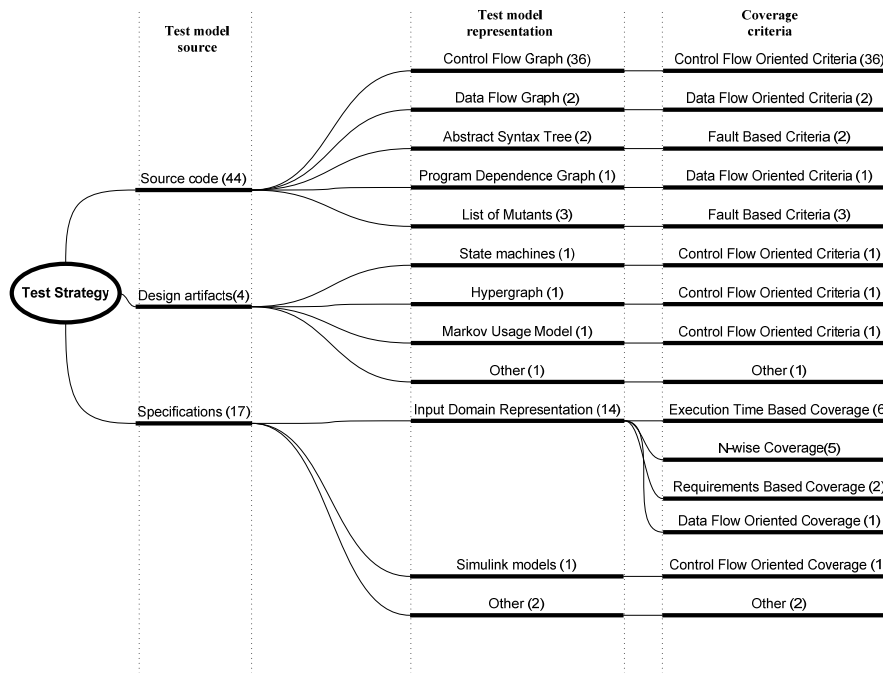 Test model
source
Test model
representation
Coverage
criteria
Control Flow Graph (36)
Control Flow Oriented Criteria (36)
Data Flow Graph (2)
Data Flow Oriented Criteria (2)
Abstract Syntax Tree (2)
Fault Based Criteria (2)
Source code (44)
Program Dependence Graph (1)
Data Flow Oriented Criteria (1)
List of Mutants (3)
Fault Based Criteria (3)
State machines (1)
Control Flow Oriented Criteria (1)
Test Strategy
Design artifacts(4)
Hypergraph (1)
Control Flow Oriented Criteria (1)
Markov Usage Model (1)
Control Flow Oriented Criteria (1)
Other (1)
Other (1)
Specifications (17)
Input Domain Representation (14)
Execution Time Based Coverage (6
N-wise Coverage(5)
Requirements Based Coverage (2)
Data Flow Oriented Coverage (1)
Simulink models (1)
Control Flow Oriented Coverage (1
Other (2)
Other (2)